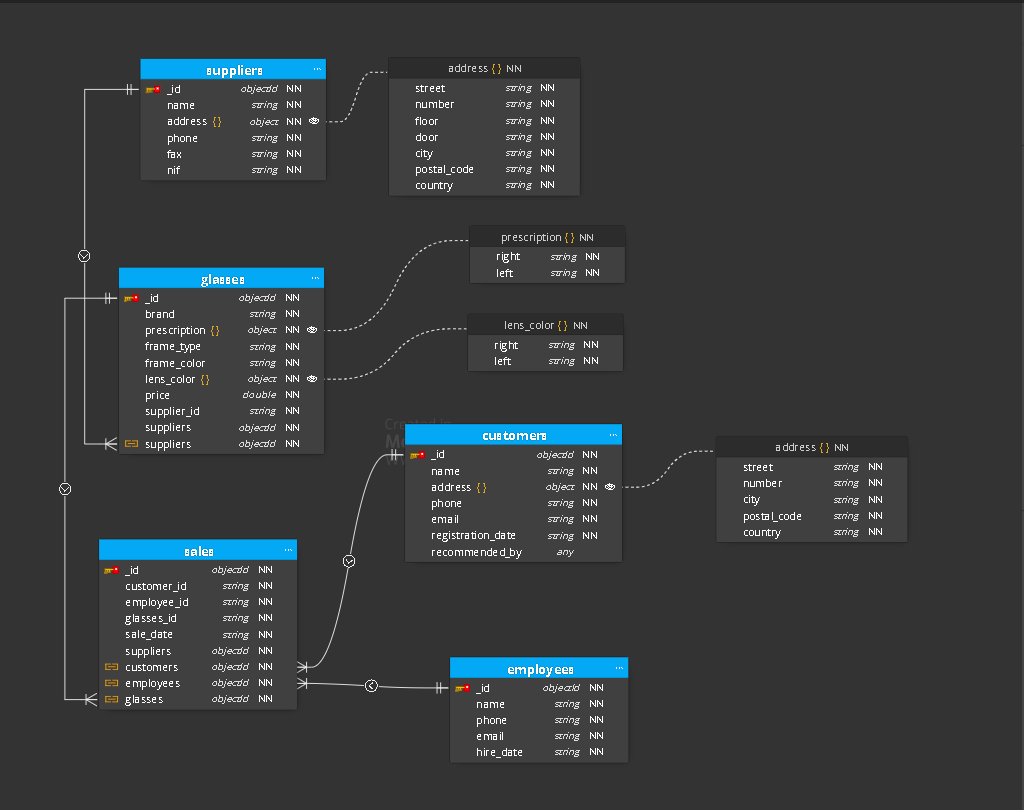 suppliers ...
_id objectId NN
name string NN
address { } object NN
phone string NN
fax string NN
nif string NN
address { } NN
street string NN
number string NN
floor string NN
door string NN
city string NN
postal_code string NN
country string NN
prescription { } NN
right string NN
left string NN
glasses ...
_id objectId NN
brand string NN
prescription { } object NN
frame_type string NN
frame_color string NN
lens_color { } object NN
price double NN
supplier_id string NN
suppliers objectId NN
suppliers objectId NN
lens_color { } NN
right string NN
left string NN
Created in
customers ...
_id objectId NN
name string NN
address { } object NN
phone string NN
email string NN
registration_date string NN
recommended_by any
address { } NN
street string NN
number string NN
city string NN
postal_code string NN
country string NN
sales ...
_id objectId NN
customer_id string NN
employee_id string NN
glasses_id string NN
sale_date string NN
suppliers objectId NN
customers objectId NN
employees objectId NN
glasses objectId NN
employees ...
_id objectId NN
name string NN
phone string NN
email string NN
hire_date string NN